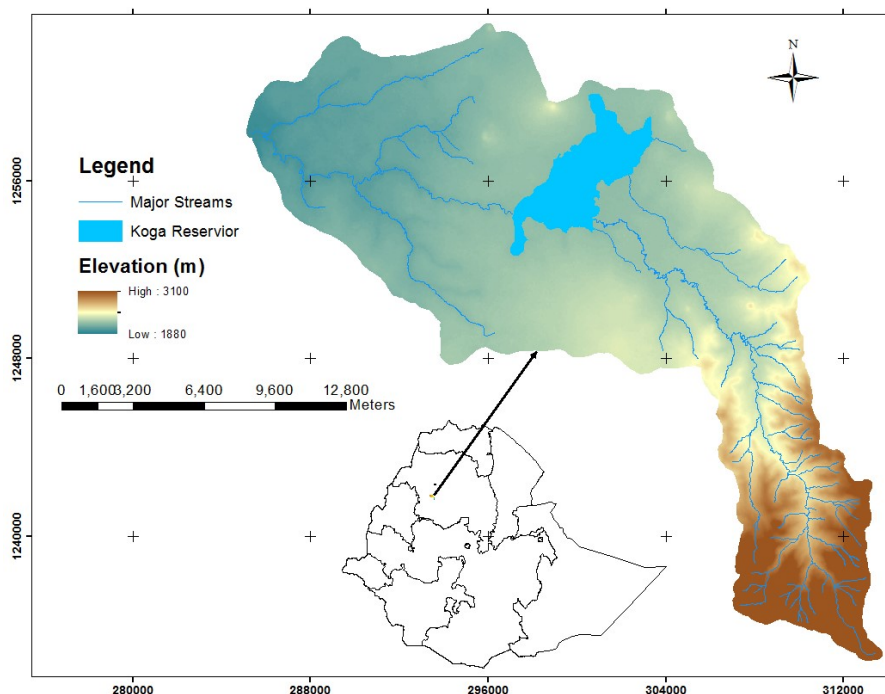 N
Legend
Major Streams
Koga Reservior
Elevation (m)
High : 3100
Low : 1880
0 1,600 3,200 6,400 9,600 12,800
Meters
1256000
1248000
1240000
280000 288000 296000 304000 312000